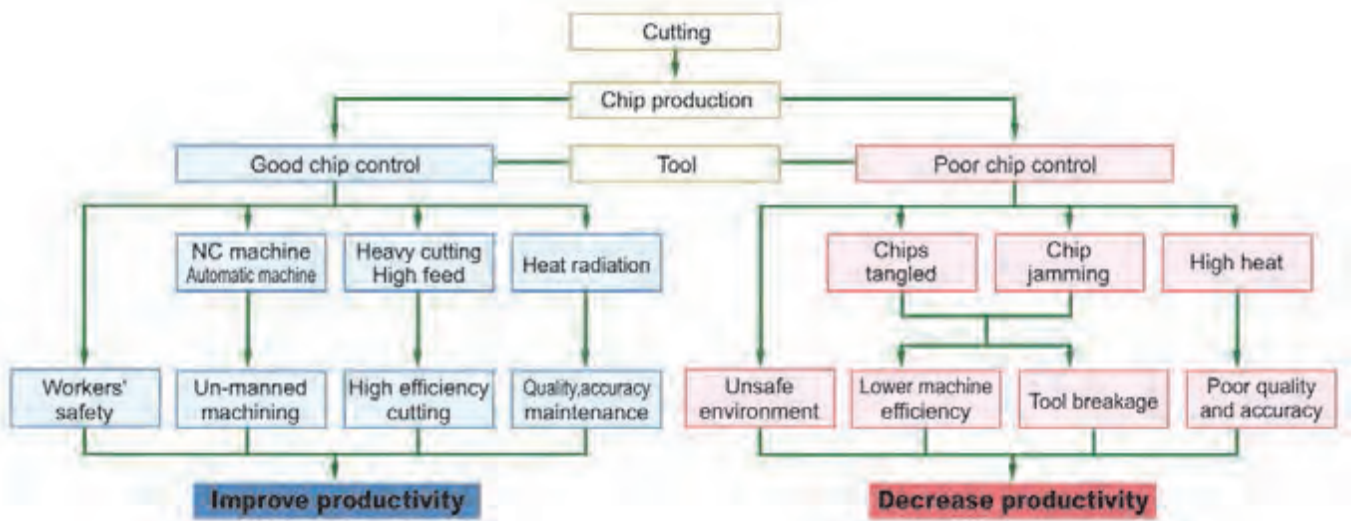 Cutting
Chip production
Good chip control
Tool
Poor chip control
NC machine
Automatic machine
Heavy cutting
High feed
Heat radiation
Chips
tangled
Chip
jamming
High heat
Workers'
safety
Un-manned
machining
High efficiency
cutting
Quality,accuracy
maintenance
Unsafe
environment
Lower machine
efficiency
Tool breakage
Poor quality
and accuracy
Improve productivity
Decrease productivity